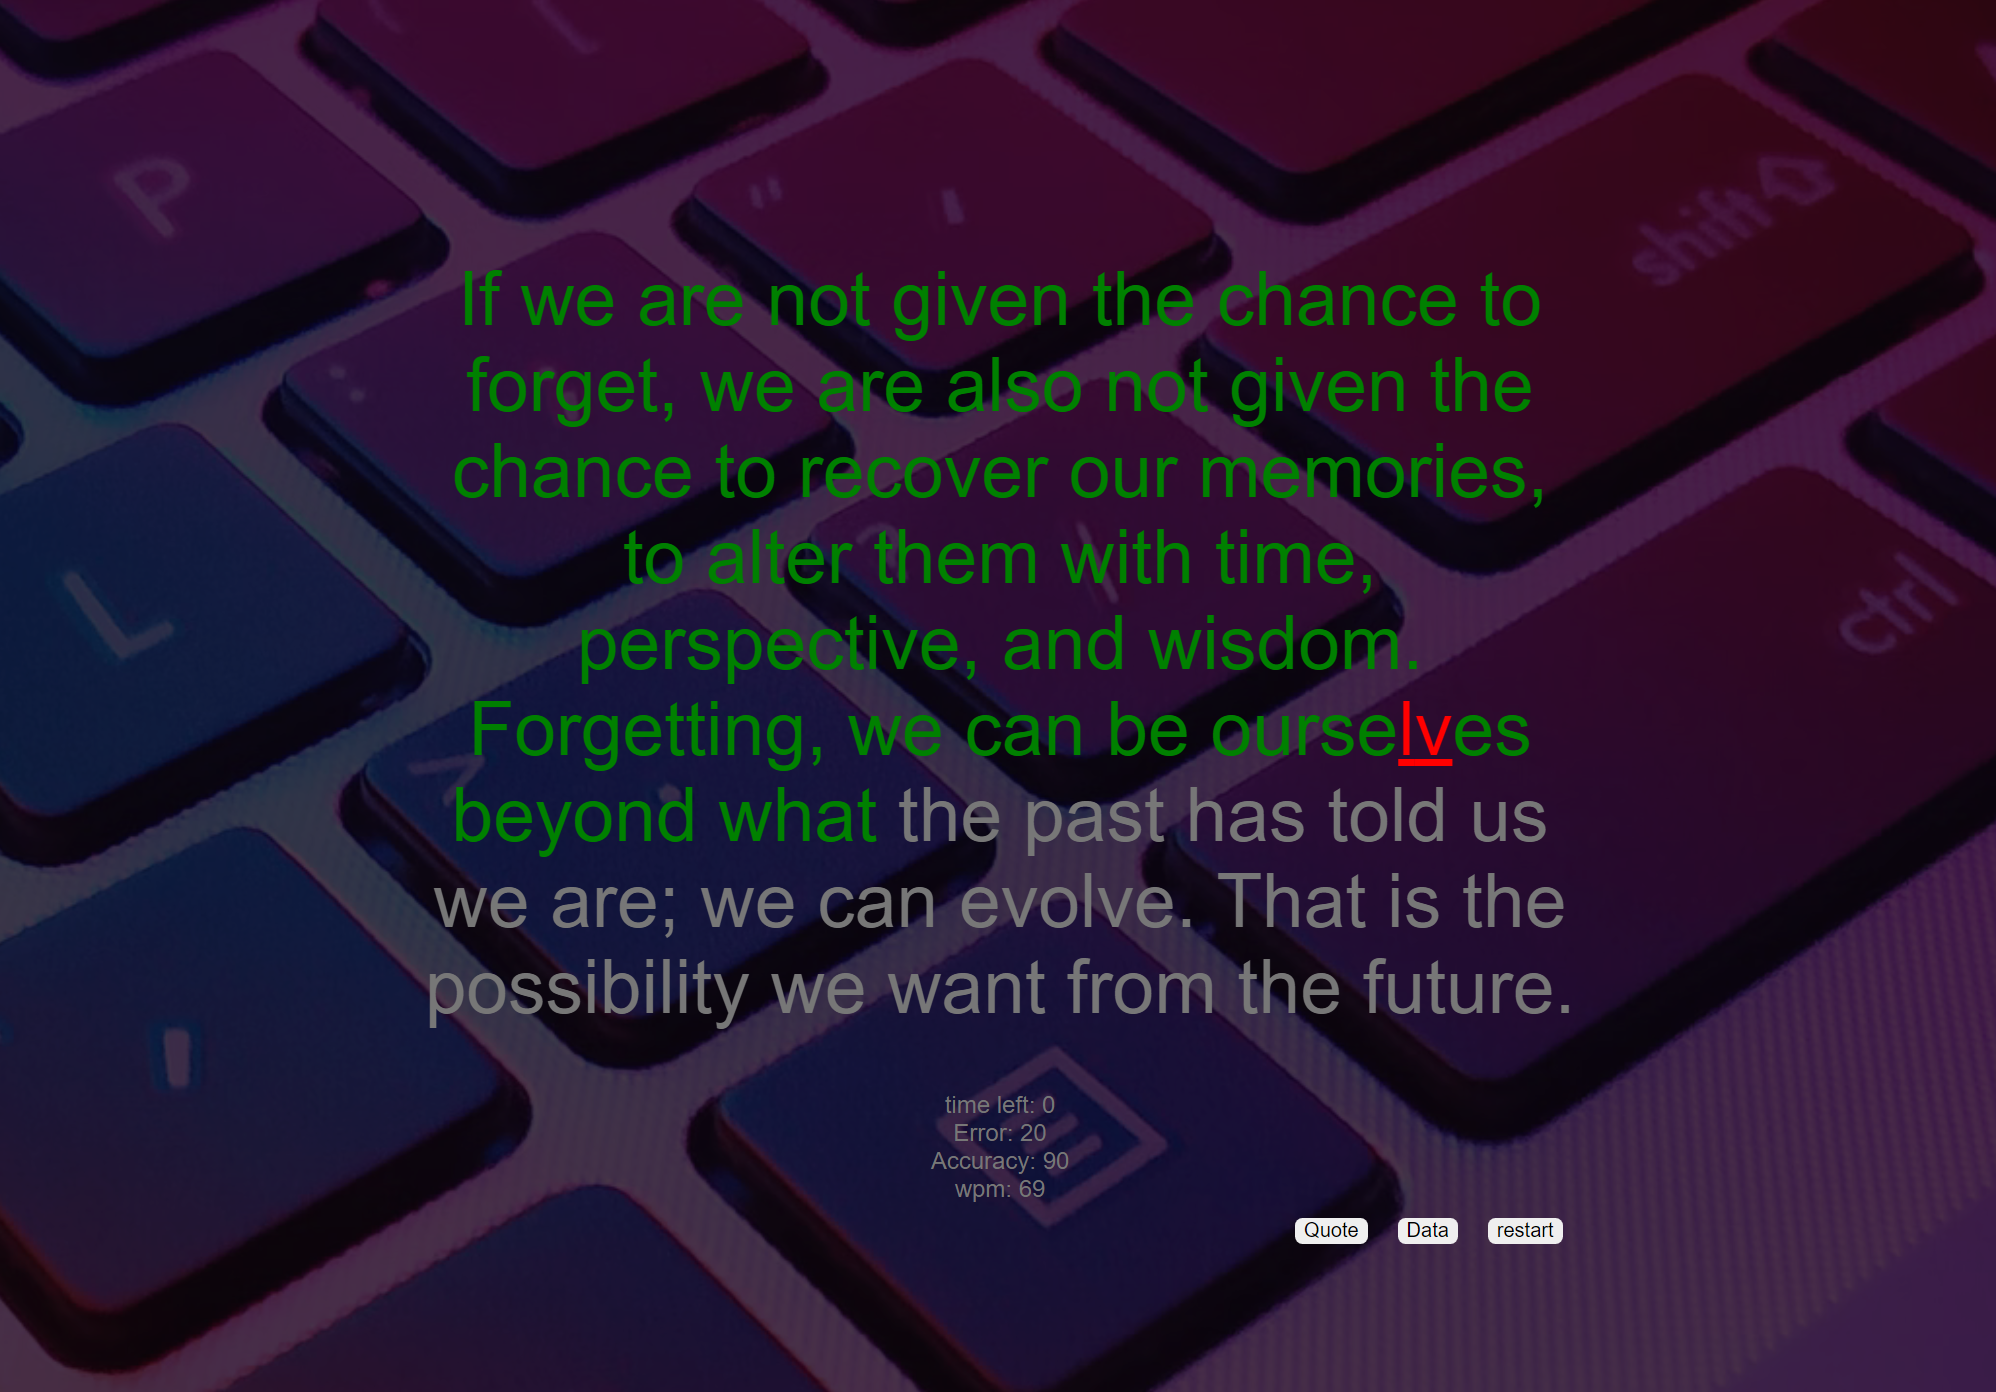 P
shift
L
ctrl
If we are not given the chance to
forget, we are also not given the
chance to recover our memories,
to alter them with time,
perspective, and wisdom.
Forgetting, we can be ourselves
beyond what the past has told us
we are; we can evolve. That is the
possibility we want from the future.
time left: 0
Error: 20
Accuracy: 90
wpm: 69
Quote
Data
restart